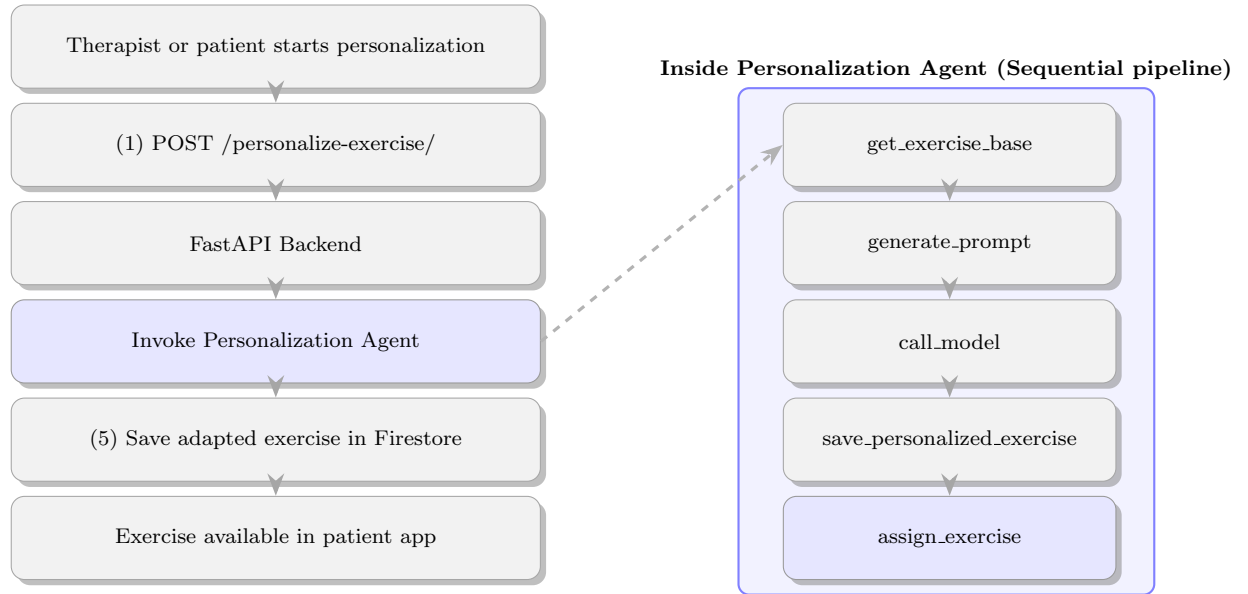 Therapist or patient starts personalization
(1) POST /personalize-exercise/
FastAPI Backend
Invoke Personalization Agent
(5) Save adapted exercise in Firestore
Exercise available in patient app
Inside Personalization Agent (Sequential pipeline)
get_exercise_base
generate_prompt
call_model
save_personalized_exercise
assign_exercise